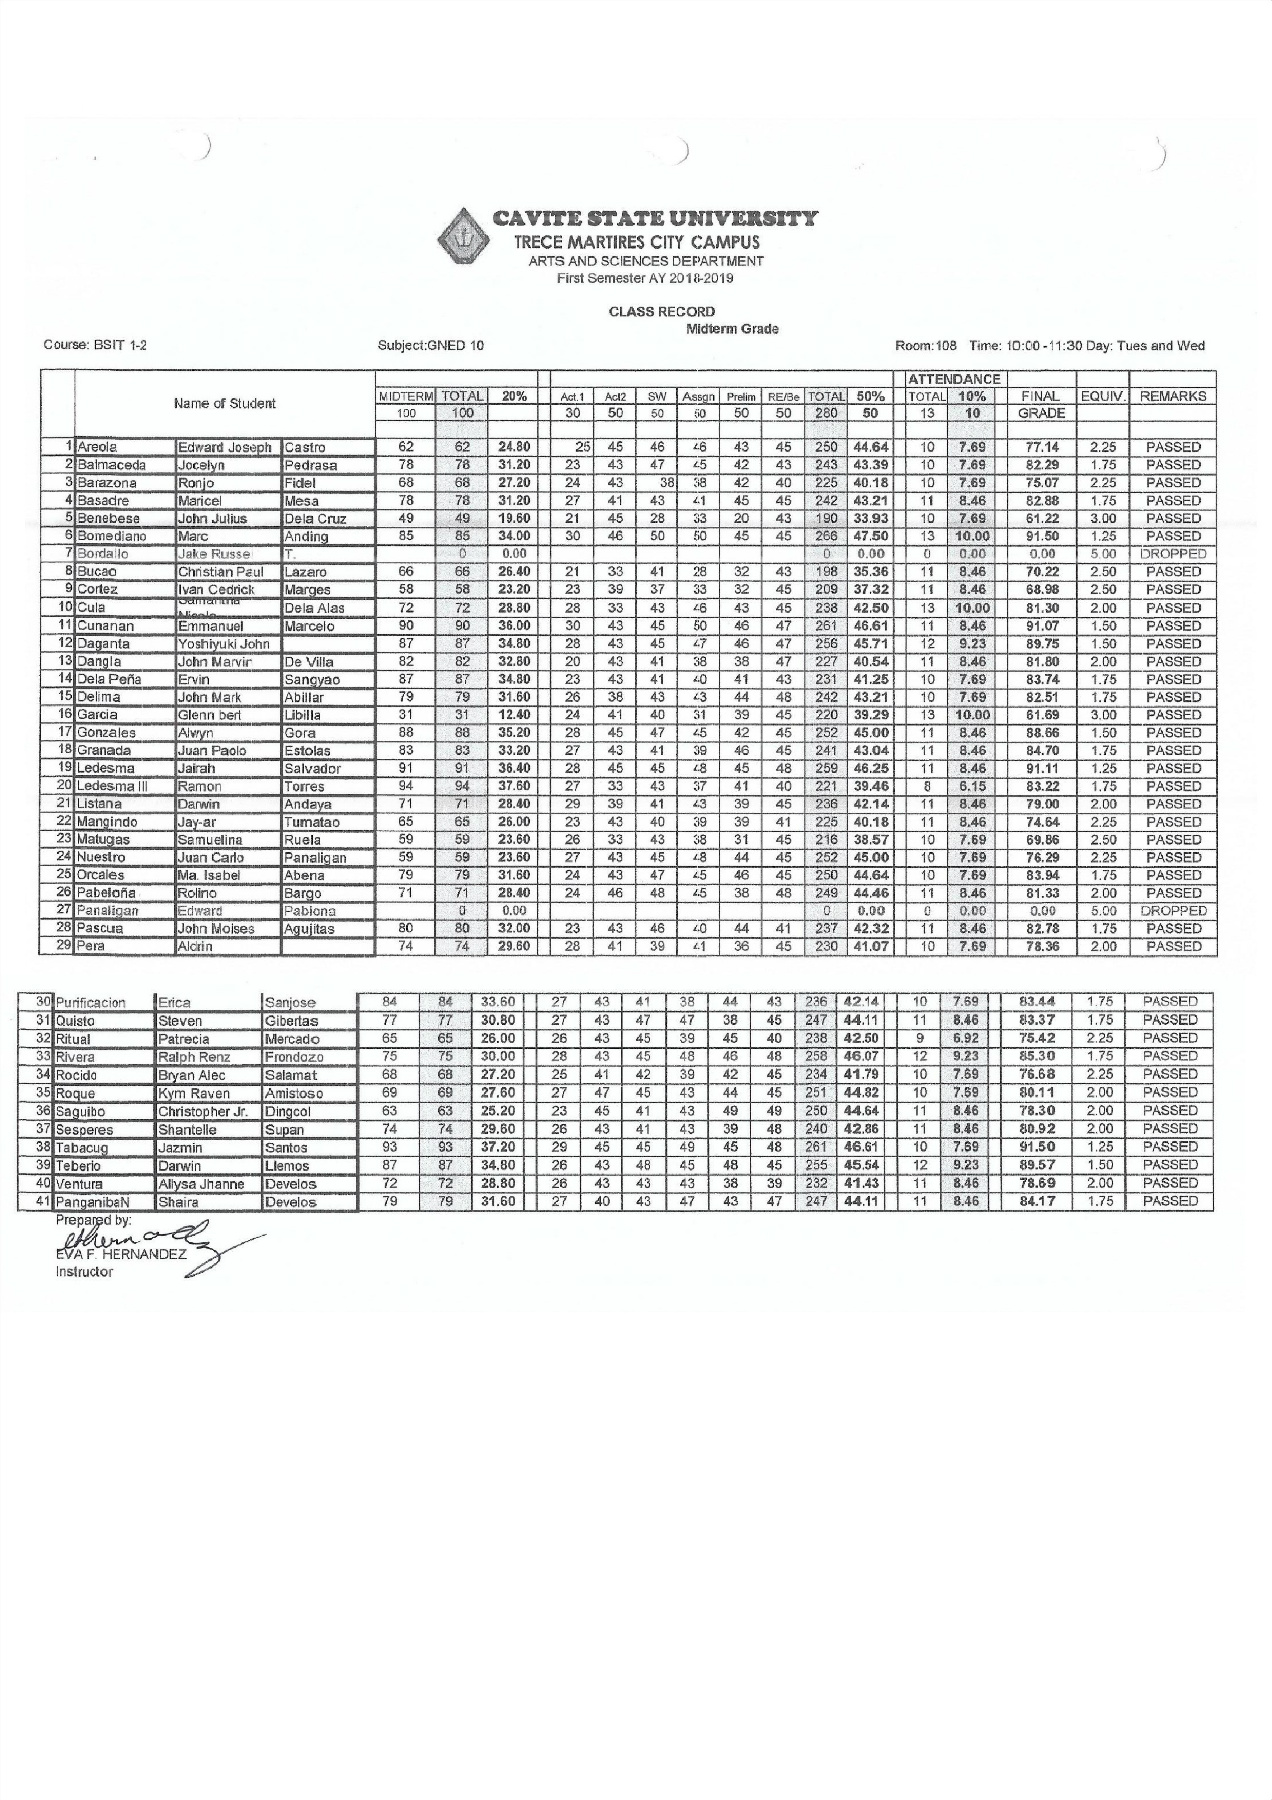 CAVITE STATE UNIVERSITY
TRECE MARTIRES CITY CAMPUS
ARTS AND SCIENCES DEPARTMENT
First Semester AY 2018-2019
CLASS RECORD
Midterm Grade
Course: BSIT 1-2 Subject:GNED 10 Room:108 Time: 10:00 -11:30 Day: Tues and Wed
ATTENDANCE
Name of Student MIDTERM TOTAL 20% Act.1 Act2 SW Assgn Prelim RE/Be TOTAL 50% TOTAL 10% FINAL EQUIV. REMARKS
100 100 30 50 50 50 50 50 280 50 13 10 GRADE
1 Areola Edward Joseph Castro 62 62 24.80 25 45 46 46 43 45 250 44.64 10 7.69 77.14 2.25 PASSED
2 Balmaceda Jocelyn Pedrasa 78 78 31.20 23 43 47 45 42 43 243 43.39 10 7.69 82.29 1.75 PASSED
3 Barazona Ronjo Fidel 68 68 27.20 24 43 38 38 42 40 225 40.18 10 7.69 75.07 2.25 PASSED
4 Basadre Maricel Mesa 78 78 31.20 27 41 43 41 45 45 242 43.21 11 8.46 82.88 1.75 PASSED
5 Benebese John Julius Dela Cruz 49 49 19.60 21 45 28 33 20 43 190 33.93 10 7.69 61.22 3.00 PASSED
6 Bomediano Marc Anding 85 85 34.00 30 46 50 50 45 45 266 47.50 13 10.00 91.50 1.25 PASSED
7 Bordallo Jake Russe T. 0 0.00 0 0.00 0 0.00 0.00 5.00 DROPPED
8 Bucao Christian Paul Lazaro 66 66 26.40 21 33 41 28 32 43 198 35.36 11 8.46 70.22 2.50 PASSED
9 Cortez Ivan Cedrick Marges 58 58 23.20 23 39 37 33 32 45 209 37.32 11 8.46 68.98 2.50 PASSED
10 Cula Samantha Nicole Dela Alas 72 72 28.80 28 33 43 46 43 45 238 42.50 13 10.00 81.30 2.00 PASSED
11 Cunanan Emmanuel Marcelo 90 90 36.00 30 43 45 50 46 47 261 46.61 11 8.46 91.07 1.50 PASSED
12 Daganta Yoshiyuki John 87 87 34.80 28 43 45 47 46 47 256 45.71 12 9.23 89.75 1.50 PASSED
13 Dangla John Marvin De Villa 82 82 32.80 20 43 41 38 38 47 227 40.54 11 8.46 81.80 2.00 PASSED
14 Dela Peña Ervin Sangyao 87 87 34.80 23 43 41 40 41 43 231 41.25 10 7.69 83.74 1.75 PASSED
15 Delima John Mark Abillar 79 79 31.60 26 38 43 43 44 48 242 43.21 10 7.69 82.51 1.75 PASSED
16 Garcia Glenn bert Libilla 31 31 12.40 24 41 40 31 39 45 220 39.29 13 10.00 61.69 3.00 PASSED
17 Gonzales Alwyn Gora 88 88 35.20 28 45 47 45 42 45 252 45.00 11 8.46 88.66 1.50 PASSED
18 Granada Juan Paolo Estolas 83 83 33.20 27 43 41 39 46 45 241 43.04 11 8.46 84.70 1.75 PASSED
19 Ledesma Jairah Salvador 91 91 36.40 28 45 45 48 45 48 259 46.25 11 8.46 91.11 1.25 PASSED
20 Ledesma III Ramon Torres 94 94 37.60 27 33 43 37 41 40 221 39.46 8 6.15 83.22 1.75 PASSED
21 Listana Darwin Andaya 71 71 28.40 29 39 41 43 39 45 236 42.14 11 8.46 79.00 2.00 PASSED
22 Mangindo Jay-ar Tumatao 65 65 26.00 23 43 40 39 39 41 225 40.18 11 8.46 74.64 2.25 PASSED
23 Matugas Samuelina Ruela 59 59 23.60 26 33 43 38 31 45 216 38.57 10 7.69 69.86 2.50 PASSED
24 Nuestro Juan Carlo Panaligan 59 59 23.60 27 43 45 48 44 45 252 45.00 10 7.69 76.29 2.25 PASSED
25 Orcales Ma. Isabel Abena 79 79 31.60 24 43 47 45 46 45 250 44.64 10 7.69 83.94 1.75 PASSED
26 Pabeloña Rolino Bargo 71 71 28.40 24 46 48 45 38 48 249 44.46 11 8.46 81.33 2.00 PASSED
27 Panaligan Edward Pablona 0 0.00 0 0.00 0 0.00 0.00 5.00 DROPPED
28 Pascua John Moises Agujitas 80 80 32.00 23 43 46 40 44 41 237 42.32 11 8.46 82.78 1.75 PASSED
29 Pera Aldrin 74 74 29.60 28 41 39 41 36 45 230 41.07 10 7.69 78.36 2.00 PASSED
30 Purificacion Erica Sanjose 84 84 33.60 27 43 41 38 44 43 236 42.14 10 7.69 83.44 1.75 PASSED
31 Quisto Steven Gibertas 77 77 30.80 27 43 47 47 38 45 247 44.11 11 8.46 83.37 1.75 PASSED
32 Ritual Patrecia Mercado 65 65 26.00 26 43 45 39 45 40 238 42.50 9 6.92 75.42 2.25 PASSED
33 Rivera Ralph Renz Frondozo 75 75 30.00 28 43 45 48 46 48 258 46.07 12 9.23 85.30 1.75 PASSED
34 Rocido Bryan Alec Salamat 68 68 27.20 25 41 42 39 42 45 234 41.79 10 7.69 76.68 2.25 PASSED
35 Roque Kym Raven Amistoso 69 69 27.60 27 47 45 43 44 45 251 44.82 10 7.69 80.11 2.00 PASSED
36 Saguibo Christopher Jr. Dingcol 63 63 25.20 23 45 41 43 49 49 250 44.64 11 8.46 78.30 2.00 PASSED
37 Sesperes Shantelle Supan 74 74 29.60 26 43 41 43 39 48 240 42.86 11 8.46 80.92 2.00 PASSED
38 Tabacug Jazmin Santos 93 93 37.20 29 45 45 49 45 48 261 46.61 10 7.69 91.50 1.25 PASSED
39 Teberio Darwin Llemos 87 87 34.80 26 43 48 45 48 45 255 45.54 12 9.23 89.57 1.50 PASSED
40 Ventura Allysa Jhanne Develos 72 72 28.80 26 43 43 43 38 39 232 41.43 11 8.46 78.69 2.00 PASSED
41 PanganibaN Shaira Develos 79 79 31.60 27 40 43 47 43 47 247 44.11 11 8.46 84.17 1.75 PASSED
Prepared by:
EVA F. HERNANDEZ
Instructor